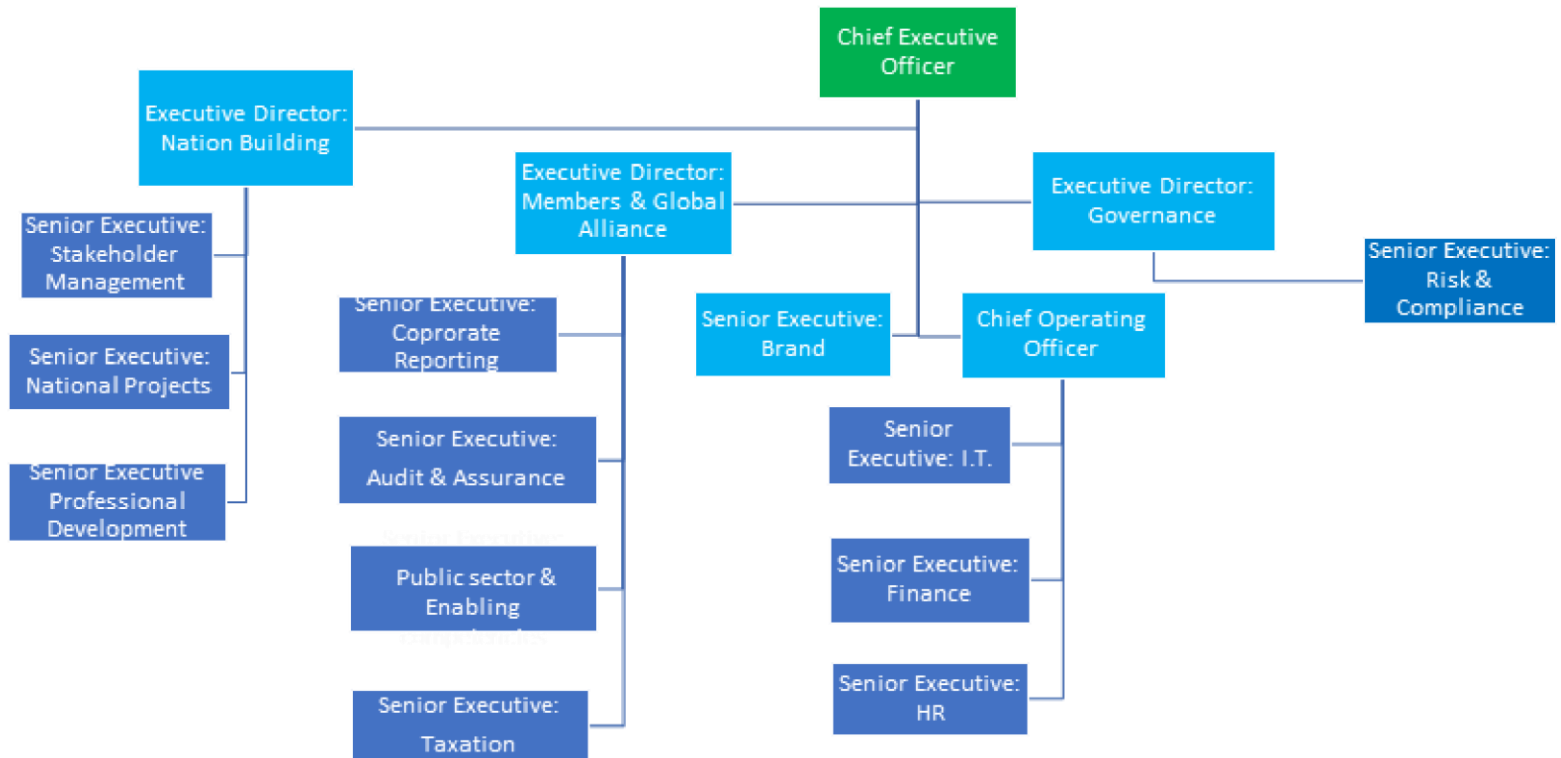 Chief Executive
Officer
Executive Director:
Nation Building
Executive Director:
Members & Global
Alliance
Executive Director:
Governance
Senior Executive:
Stakeholder
Management
Senior Executive:
Risk &
Compliance
Senior Executive:
Coprorate
Reporting
Senior Executive:
Brand
Chief Operating
Officer
Senior Executive:
National Projects
Senior Executive:
Audit & Assurance
Senior
Executive: I.T.
Senior Executive
Professional
Development
Senior Executive:
Public sector &
Enabling
Competencies
Senior Executive:
Finance
Senior Executive:
Taxation
Senior Executive:
HR